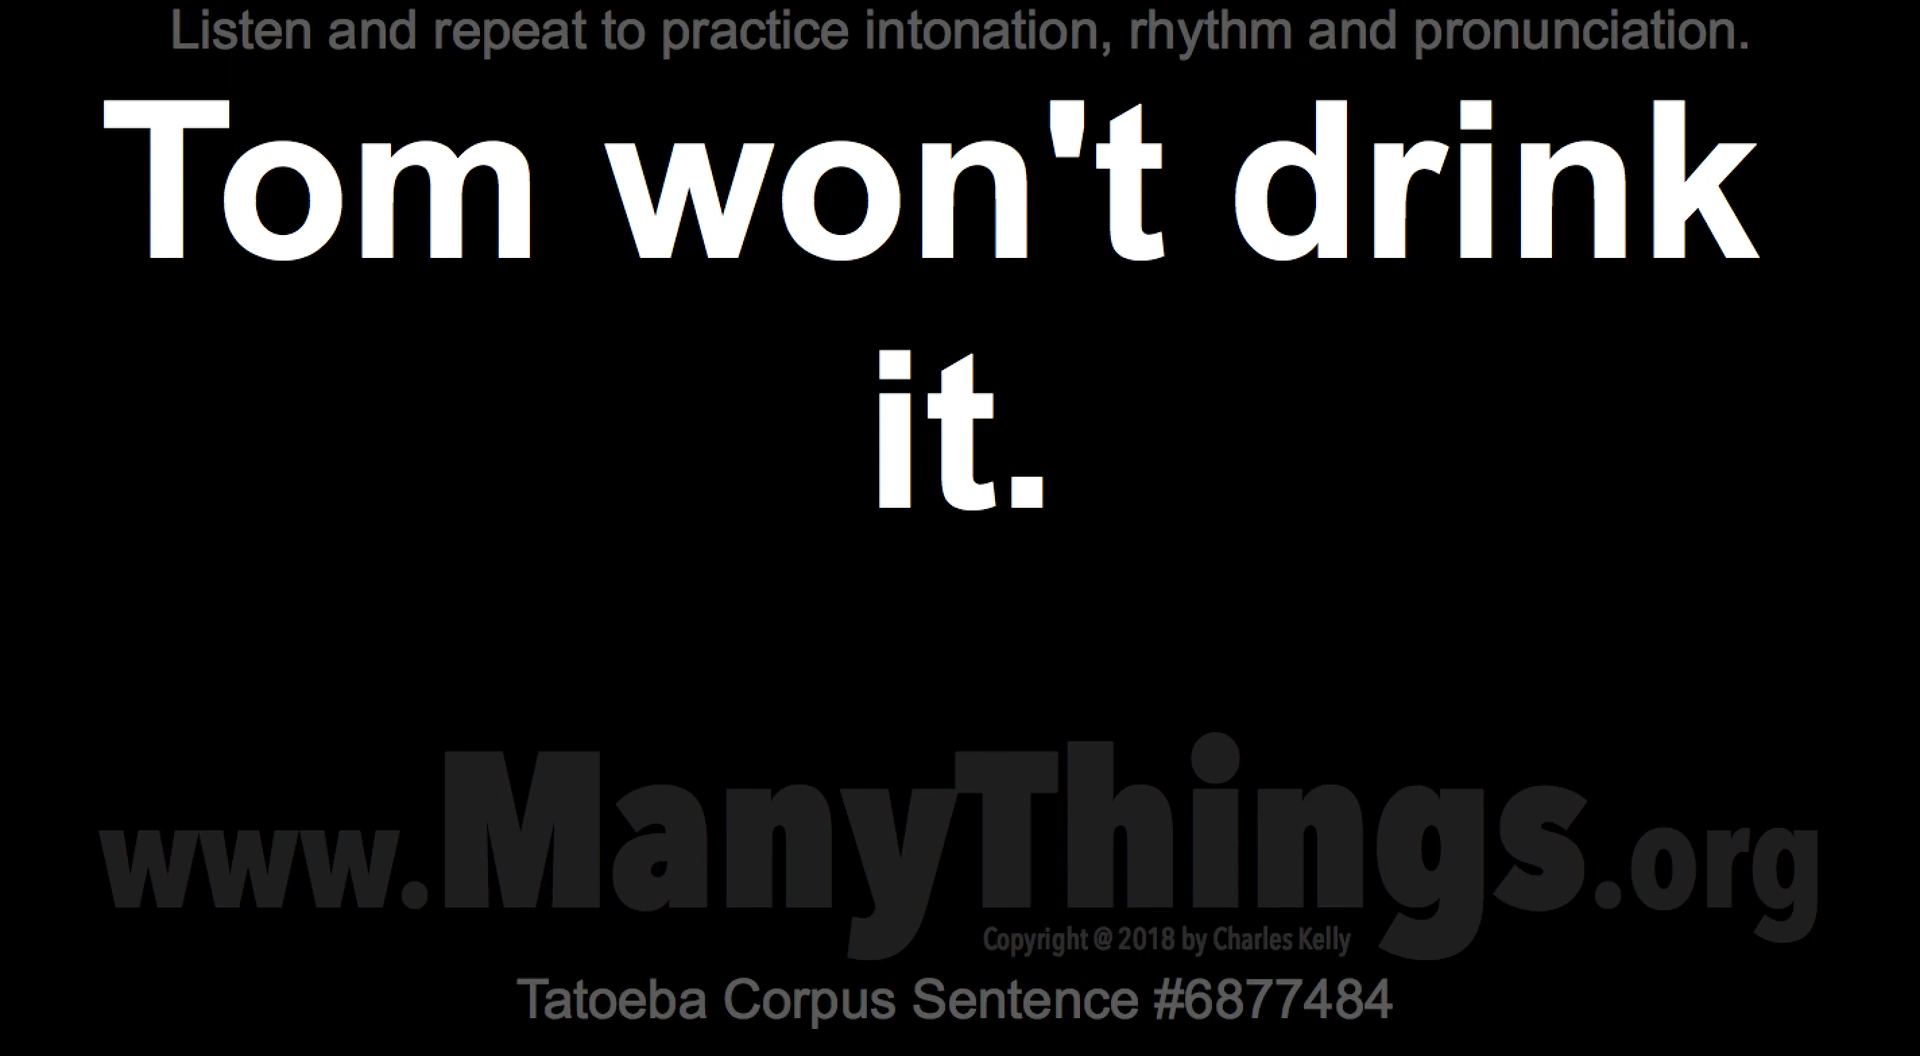 Listen and repeat to practice intonation, rhythm and pronunciation.
Tom won't drink
it.
www.ManyThings.org
Copyright @ 2018 by Charles Kelly
Tatoeba Corpus Sentence #6877484